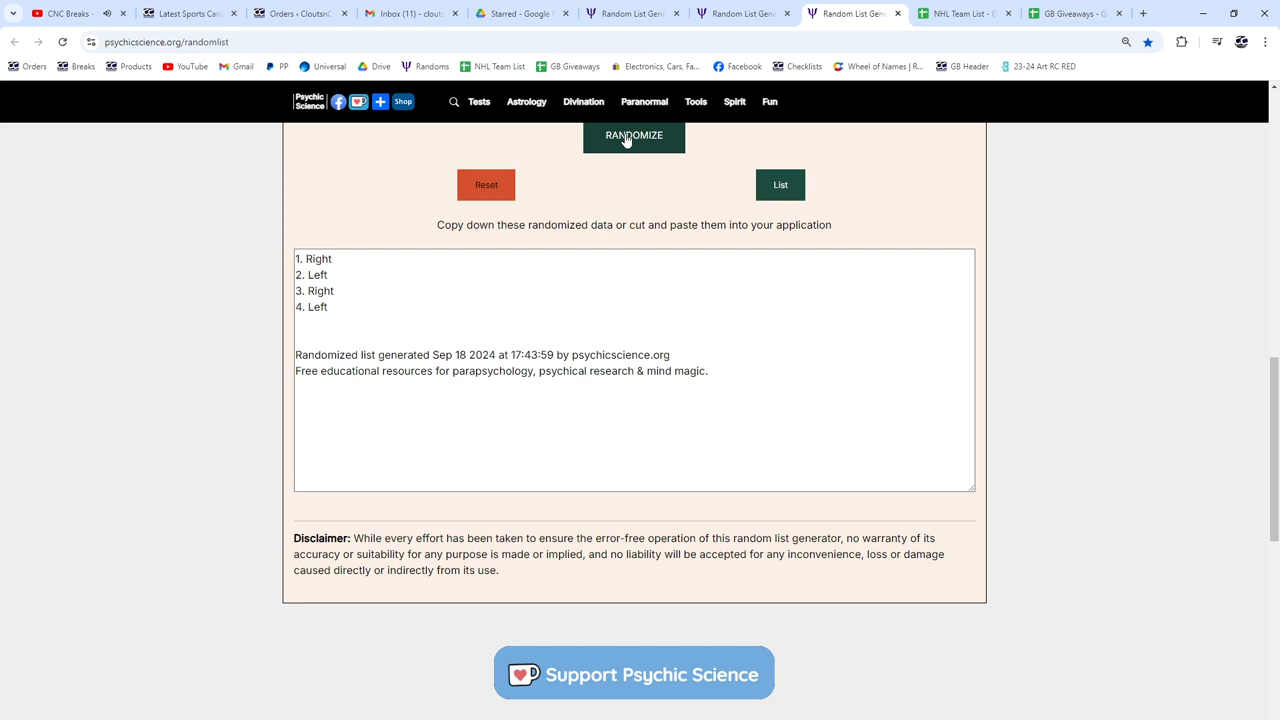 CNC Breaks
Latest Sports Car
Orders ‹ CloutsnC
Inbox (11) - clout
Starred - Google
Random List Gene
Random List Gene
Random List Gene
NHL Team List - G
GB Giveaways - G
psychicscience.org/randomlist
Orders
Breaks
Products
YouTube
Gmail
PP
Universal
Drive
Randoms
NHL Team List
GB Giveaways
Electronics, Cars, Fa...
Facebook
Checklists
Wheel of Names | R...
GB Header
23-24 Art RC RED
Psychic
Science
Shop
Tests
Astrology
Divination
Paranormal
Tools
Spirit
Fun
RANDOMIZE
Reset
List
Copy down these randomized data or cut and paste them into your application
1. Right
2. Left
3. Right
4. Left
Randomized list generated Sep 18 2024 at 17:43:59 by psychicscience.org
Free educational resources for parapsychology, psychical research & mind magic.
Disclaimer: While every effort has been taken to ensure the error-free operation of this random list generator, no warranty of its
accuracy or suitability for any purpose is made or implied, and no liability will be accepted for any inconvenience, loss or damage
caused directly or indirectly from its use.
Support Psychic Science